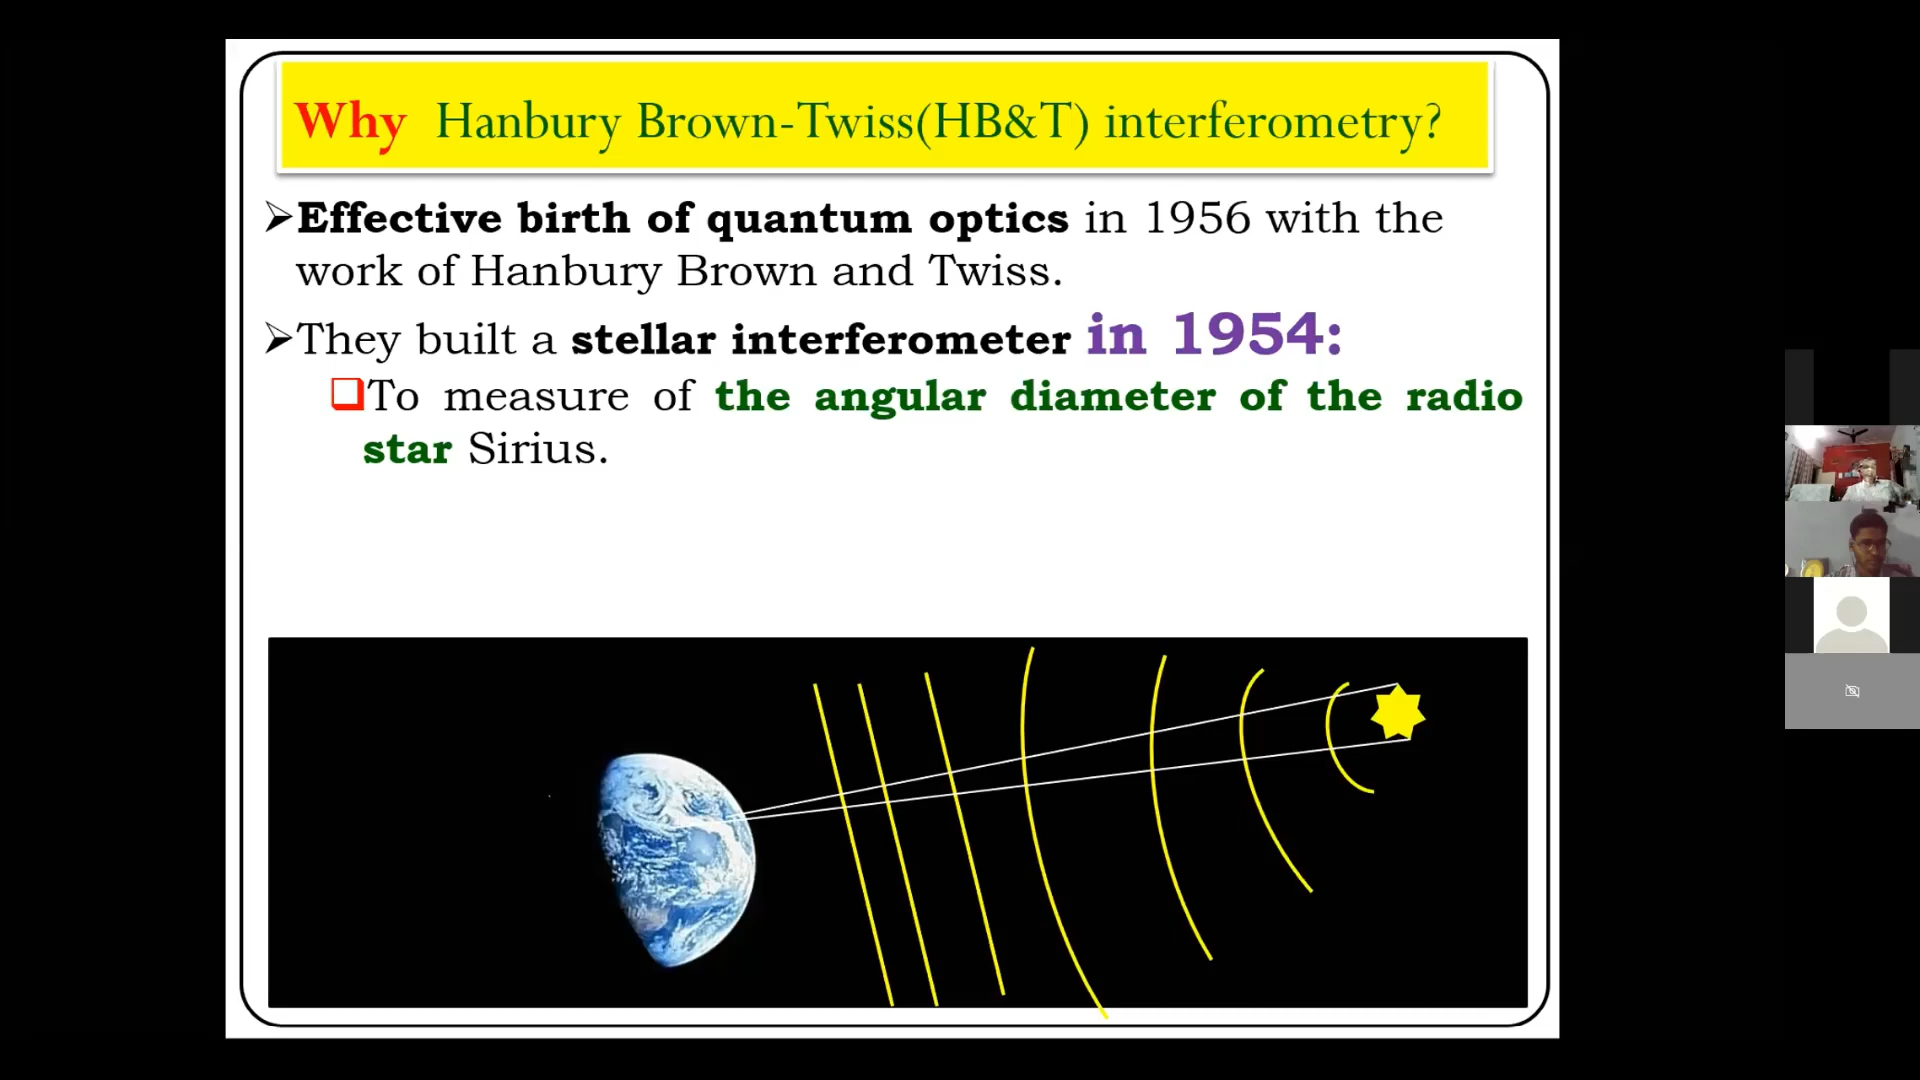 Why Hanbury Brown-Twiss(HB&T) interferometry?
➢Effective birth of quantum optics in 1956 with the
work of Hanbury Brown and Twiss.
➢They built a stellar interferometer in 1954:
❑To measure of the angular diameter of the radio
star Sirius.